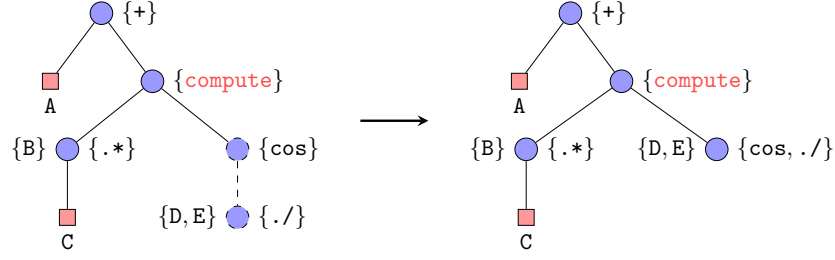 {+} {+}
A {compute} A {compute}
{B} {.*} {cos} {B} {.*} {D, E} {cos, ./}
C {D, E} {./} C